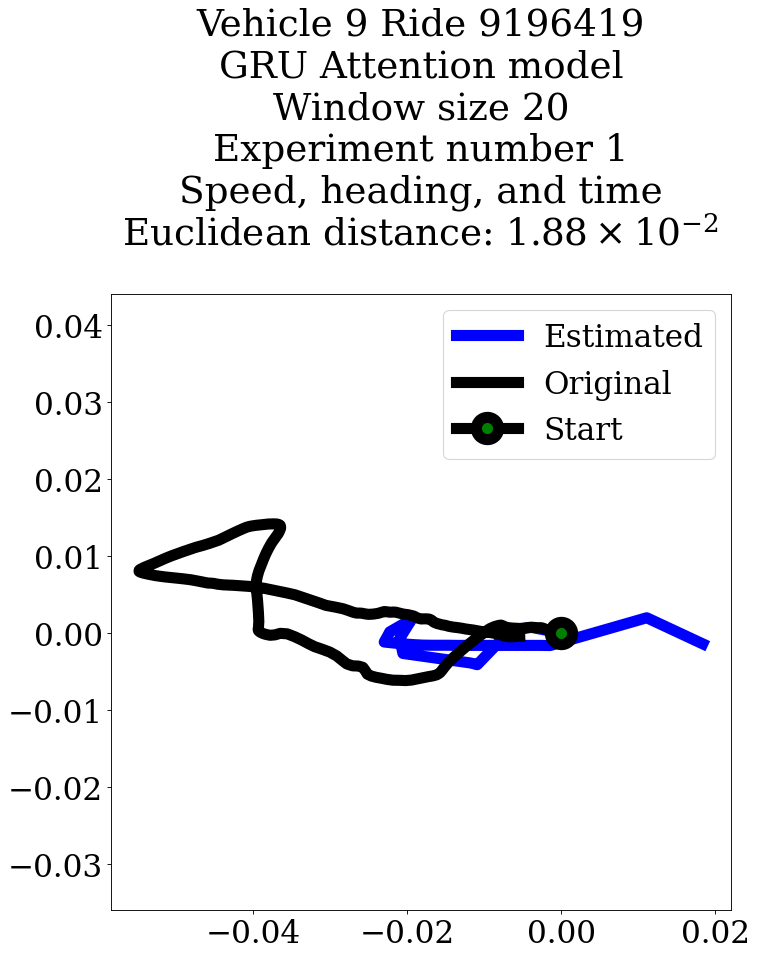 Vehicle 9 Ride 9196419
GRU Attention model
Window size 20
Experiment number 1
Speed, heading, and time
Euclidean distance: 1.88 × 10⁻²
Estimated
Original
Start
0.04
0.03
0.02
0.01
0.00
−0.01
−0.02
−0.03
−0.04 −0.02 0.00 0.02